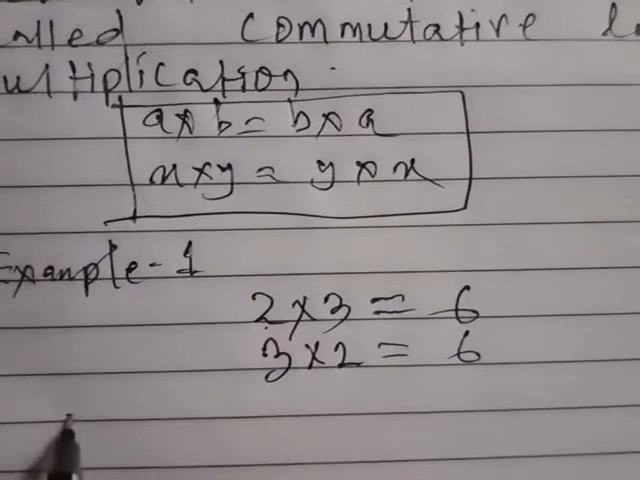 alled Commutative l
ultiplication.
a×b = b×a
x×y = y×x
Example-1
2×3 = 6
3×2 = 6